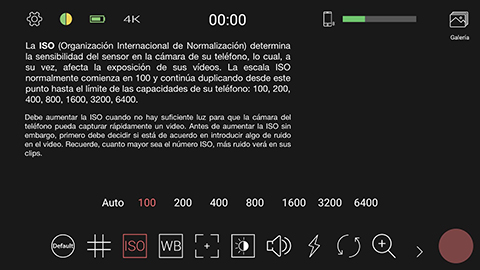 4K
00:00
Galería
La ISO (Organización Internacional de Normalización) determina
la sensibilidad del sensor en la cámara de su teléfono, lo cual, a
su vez, afecta la exposición de sus vídeos. La escala ISO
normalmente comienza en 100 y continúa duplicando desde este
punto hasta el límite de las capacidades de su teléfono: 100, 200,
400, 800, 1600, 3200, 6400.
Debe aumentar la ISO cuando no hay suficiente luz para que la cámara del
teléfono pueda capturar rápidamente un video. Antes de aumentar la ISO sin
embargo, primero debe decidir si está de acuerdo en introducir algo de ruido
en el video. Recuerde, cuanto mayor sea el número ISO, más ruido verá en sus
clips.
Auto 100 200 400 800 1600 3200 6400
Default ISO WB